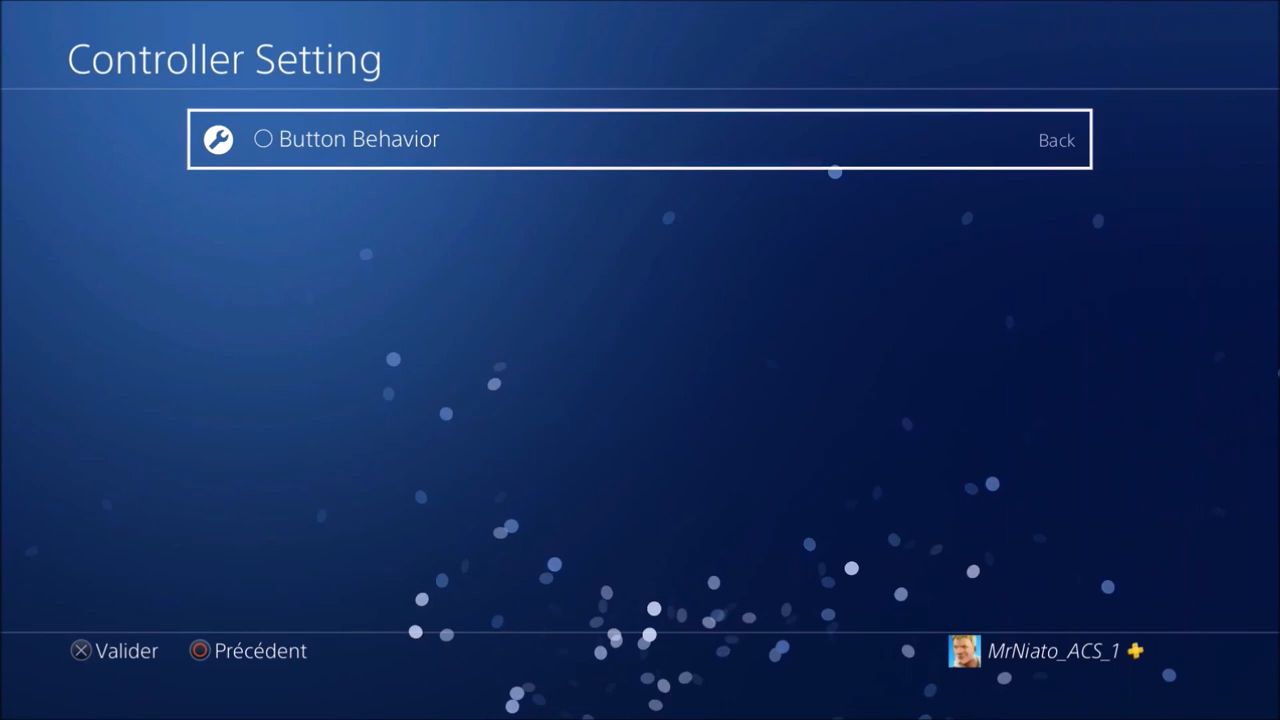 Controller Setting
○ Button Behavior Back
Valider Précédent MrNiato_ACS_1